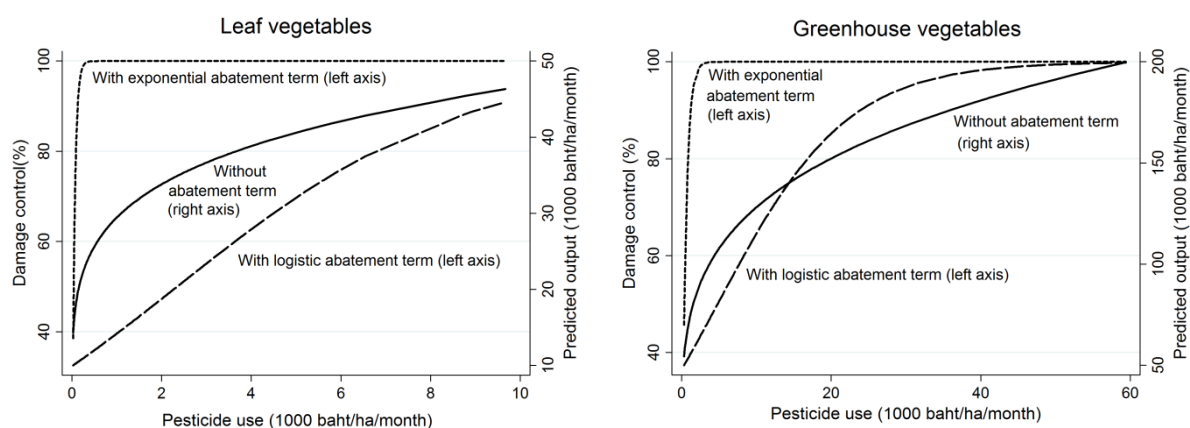 Leaf vegetables
Damage control(%)
100
80
60
40
With exponential abatement term (left axis)
Without
abatement term
(right axis)
With logistic abatement term (left axis)
50
40
30
20
10
Predicted output (1000 baht/ha/month)
0 2 4 6 8 10
Pesticide use (1000 baht/ha/month)
Greenhouse vegetables
Damage control (%)
100
80
60
40
With exponential
abatement term
(left axis)
Without abatement term
(right axis)
With logistic abatement term (left axis)
200
150
100
50
Predicted output (1000 baht/ha/month)
0 20 40 60
Pesticide use (1000 baht/ha/month)